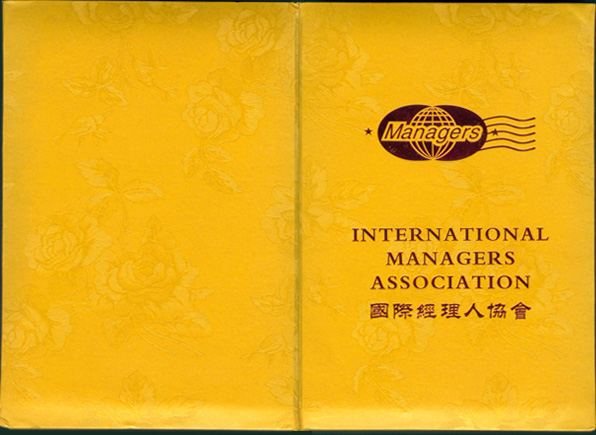 Managers
INTERNATIONAL
MANAGERS
ASSOCIATION
國際經理人協會